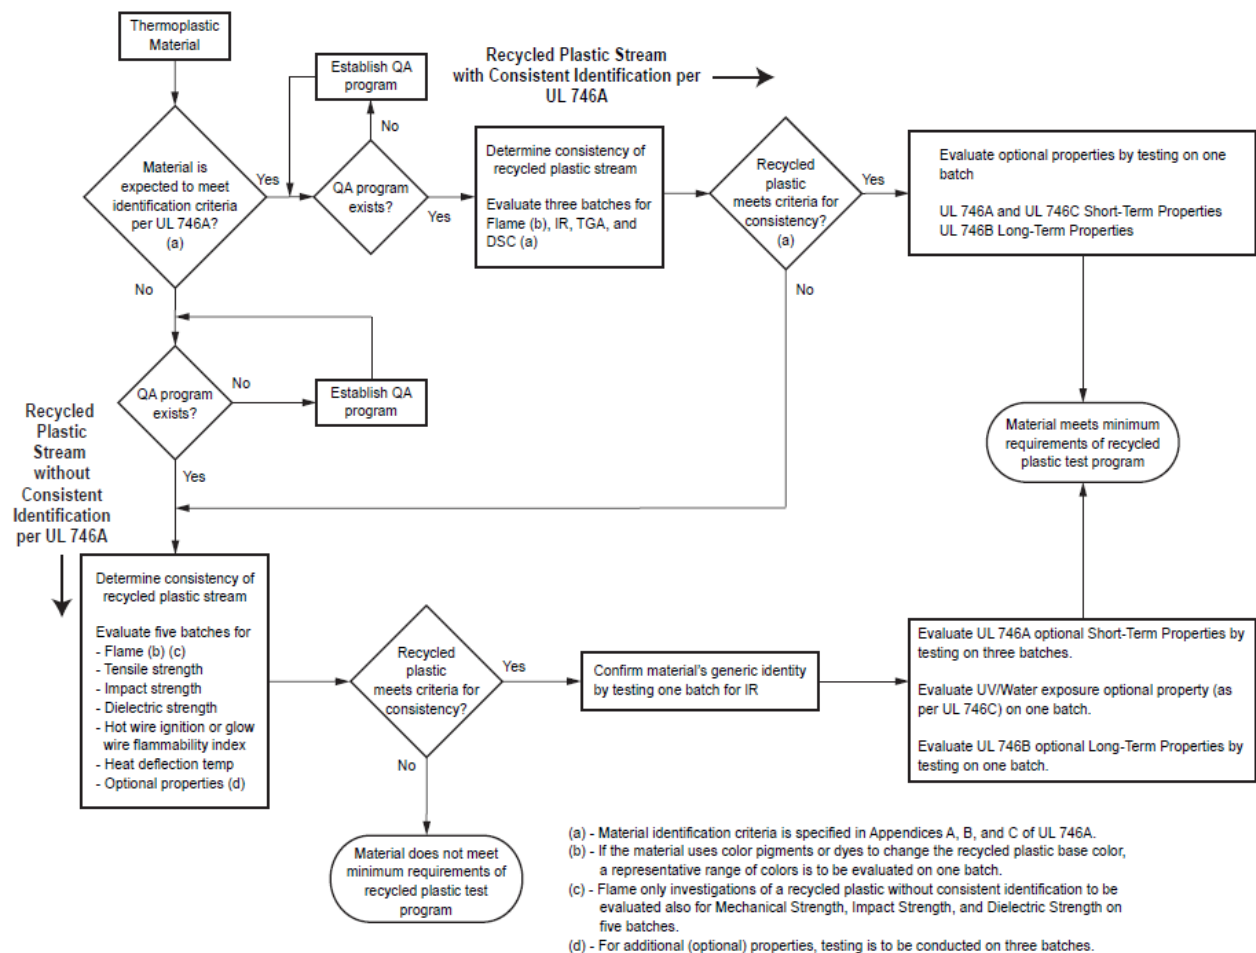 Thermoplastic
Material
Recycled Plastic Stream
with Consistent Identification per
UL 746A
Establish QA
program
No
Material is
expected to meet
identification criteria
per UL 746A?
(a)
Yes
QA program
exists?
Yes
Determine consistency of
recycled plastic stream
Evaluate three batches for
Flame (b), IR, TGA, and
DSC (a)
Recycled
plastic
meets criteria for
consistency?
(a)
Yes
Evaluate optional properties by testing on one
batch
UL 746A and UL 746C Short-Term Properties
UL 746B Long-Term Properties
No
No
QA program
exists?
No
Establish QA
program
Yes
Recycled
Plastic
Stream
without
Consistent
Identification
per UL 746A
Material meets minimum
requirements of recycled
plastic test program
Determine consistency of
recycled plastic stream
Evaluate five batches for
- Flame (b) (c)
- Tensile strength
- Impact strength
- Dielectric strength
- Hot wire ignition or glow
wire flammability index
- Heat deflection temp
- Optional properties (d)
Recycled
plastic
meets criteria for
consistency?
Yes
No
Confirm material's generic identity
by testing one batch for IR
Evaluate UL 746A optional Short-Term Properties by
testing on three batches.
Evaluate UV/Water exposure optional property (as
per UL 746C) on one batch.
Evaluate UL 746B optional Long-Term Properties by
testing on one batch.
Material does not meet
minimum requirements of
recycled plastic test
program
(a) - Material identification criteria is specified in Appendices A, B, and C of UL 746A.
(b) - If the material uses color pigments or dyes to change the recycled plastic base color,
a representative range of colors is to be evaluated on one batch.
(c) - Flame only investigations of a recycled plastic without consistent identification to be
evaluated also for Mechanical Strength, Impact Strength, and Dielectric Strength on
five batches.
(d) - For additional (optional) properties, testing is to be conducted on three batches.